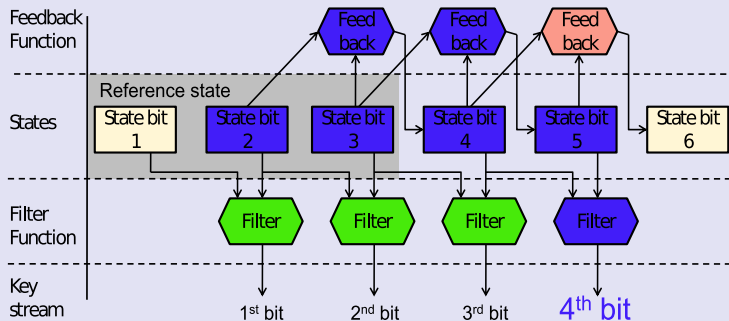 Feedback
Function
Feed
back
Feed
back
Feed
back
Reference state
States
State bit
1
State bit
2
State bit
3
State bit
4
State bit
5
State bit
6
Filter
Function
Filter
Filter
Filter
Filter
Key
stream
1st bit
2nd bit
3rd bit
4th bit